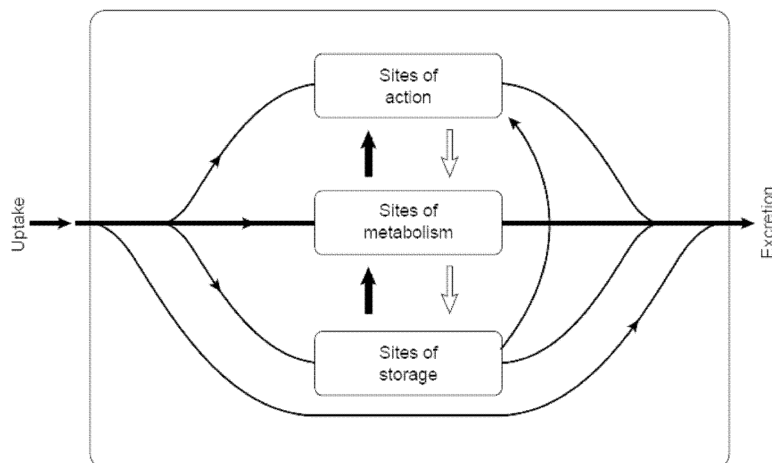 Sites of
action
Uptake
Sites of
metabolism
Excretion
Sites of
storage